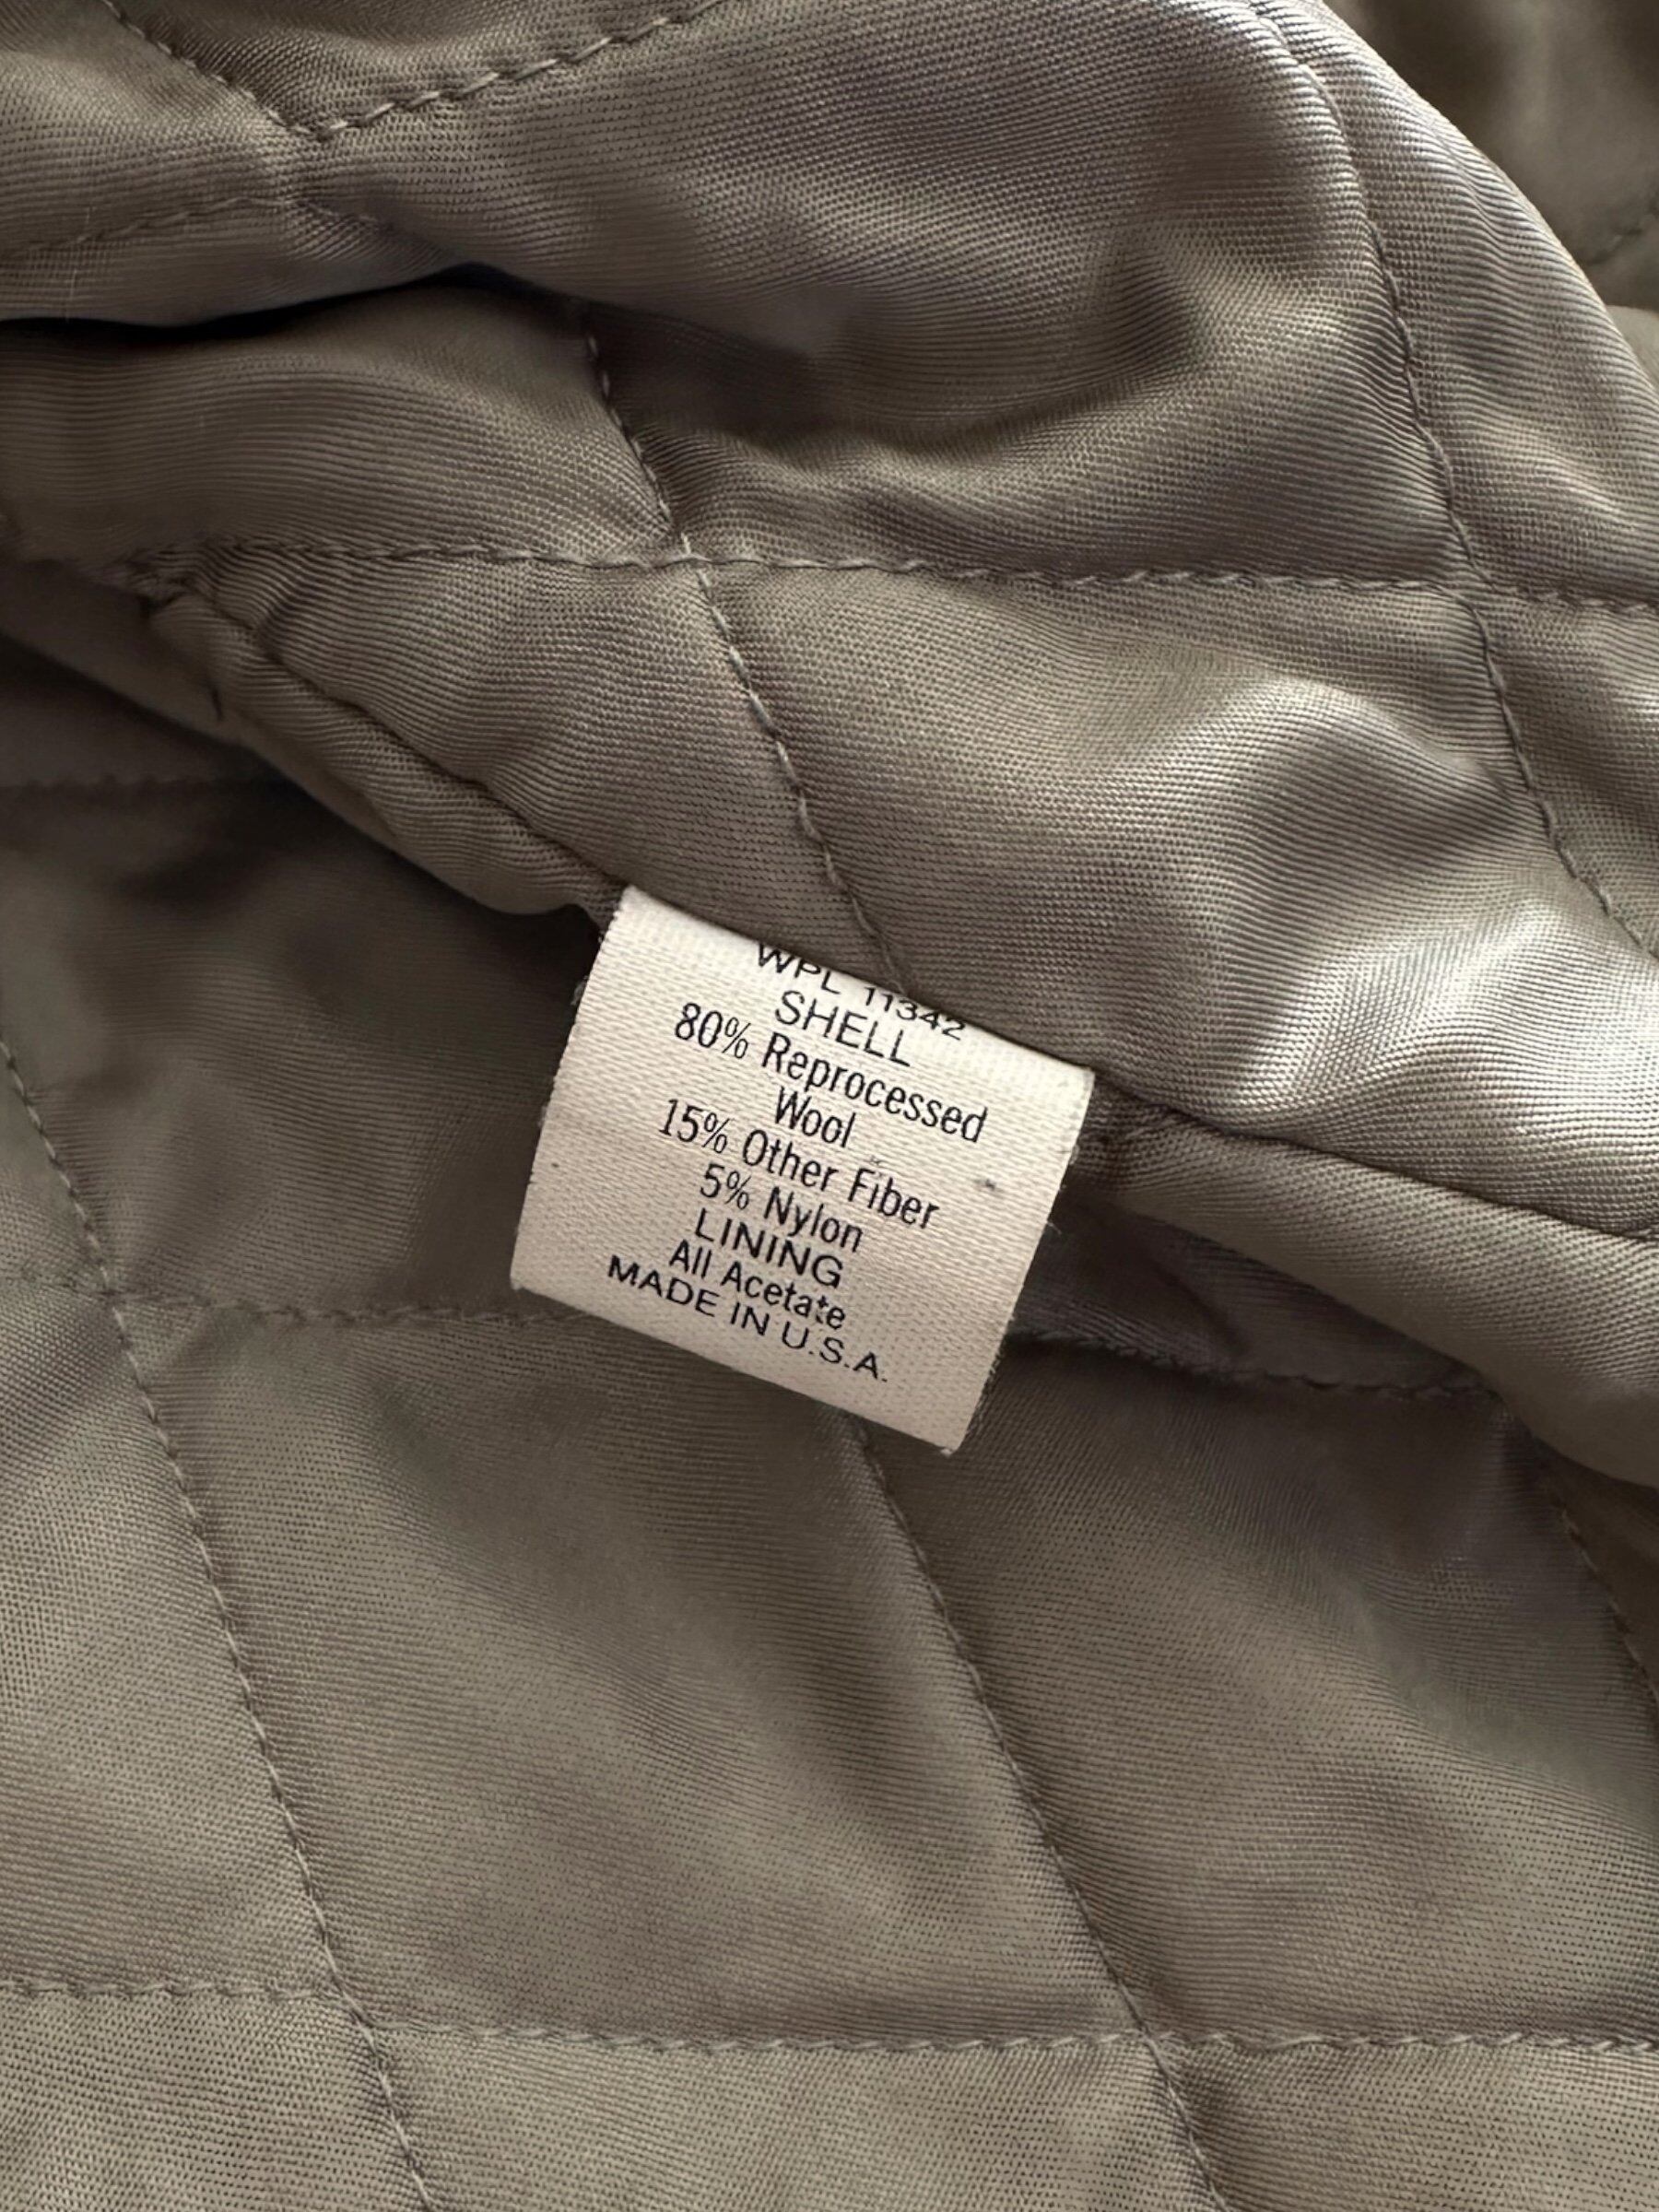 WPL 11342
SHELL
80% Reprocessed
Wool
15% Other Fiber
5% Nylon
LINING
All Acetate
MADE IN U.S.A.